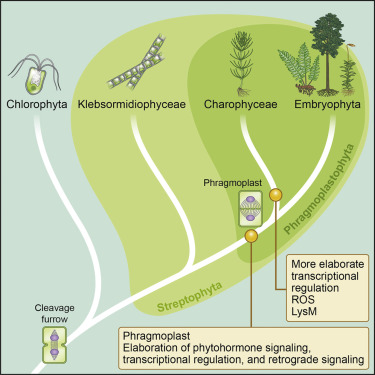 Chlorophyta
Klebsormidiophyceae
Charophyceae
Embryophyta
Phragmoplast
Phragmoplastophyta
Streptophyta
More elaborate
transcriptional
regulation
ROS
LysM
Cleavage
furrow
Phragmoplast
Elaboration of phytohormone signaling,
transcriptional regulation, and retrograde signaling